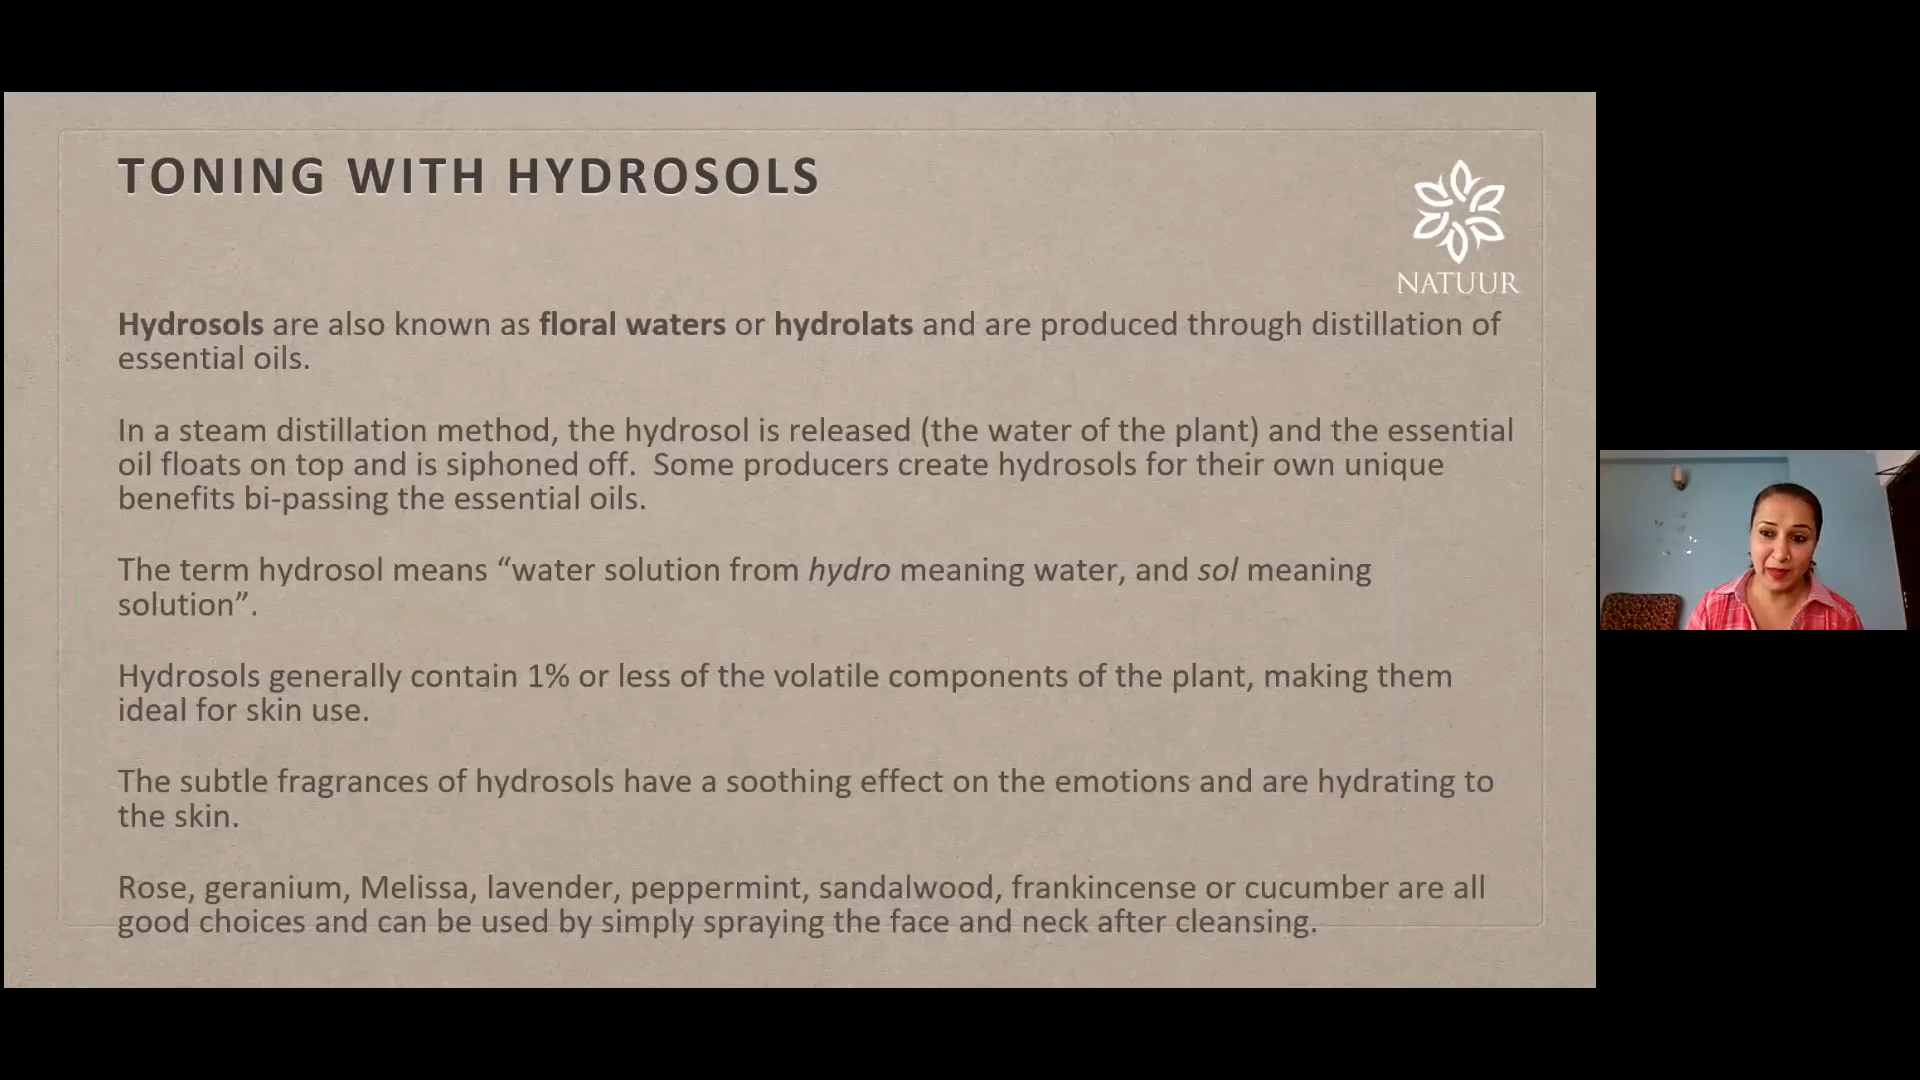 TONING WITH HYDROSOLS
NATUUR
Hydrosols are also known as floral waters or hydrolats and are produced through distillation of
essential oils.
In a steam distillation method, the hydrosol is released (the water of the plant) and the essential
oil floats on top and is siphoned off.  Some producers create hydrosols for their own unique
benefits bi-passing the essential oils.
The term hydrosol means “water solution from hydro meaning water, and sol meaning
solution”.
Hydrosols generally contain 1% or less of the volatile components of the plant, making them
ideal for skin use.
The subtle fragrances of hydrosols have a soothing effect on the emotions and are hydrating to
the skin.
Rose, geranium, Melissa, lavender, peppermint, sandalwood, frankincense or cucumber are all
good choices and can be used by simply spraying the face and neck after cleansing.